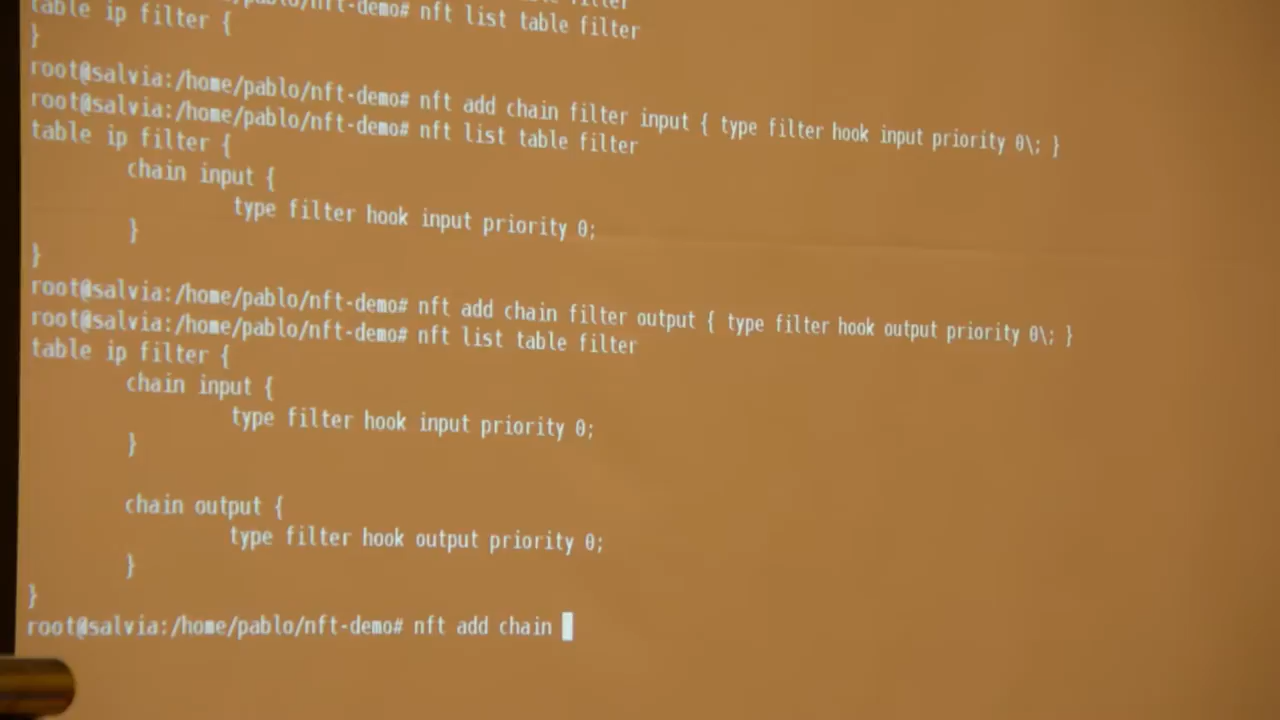 nft list table filter
table ip filter {
}
root@salvia:/home/pablo/nft-demo# nft add chain filter input { type filter hook input priority 0\; }
root@salvia:/home/pablo/nft-demo# nft list table filter
table ip filter {
chain input {
type filter hook input priority 0;
}
}
root@salvia:/home/pablo/nft-demo# nft add chain filter output { type filter hook output priority 0\; }
root@salvia:/home/pablo/nft-demo# nft list table filter
table ip filter {
chain input {
type filter hook input priority 0;
}
chain output {
type filter hook output priority 0;
}
}
root@salvia:/home/pablo/nft-demo# nft add chain